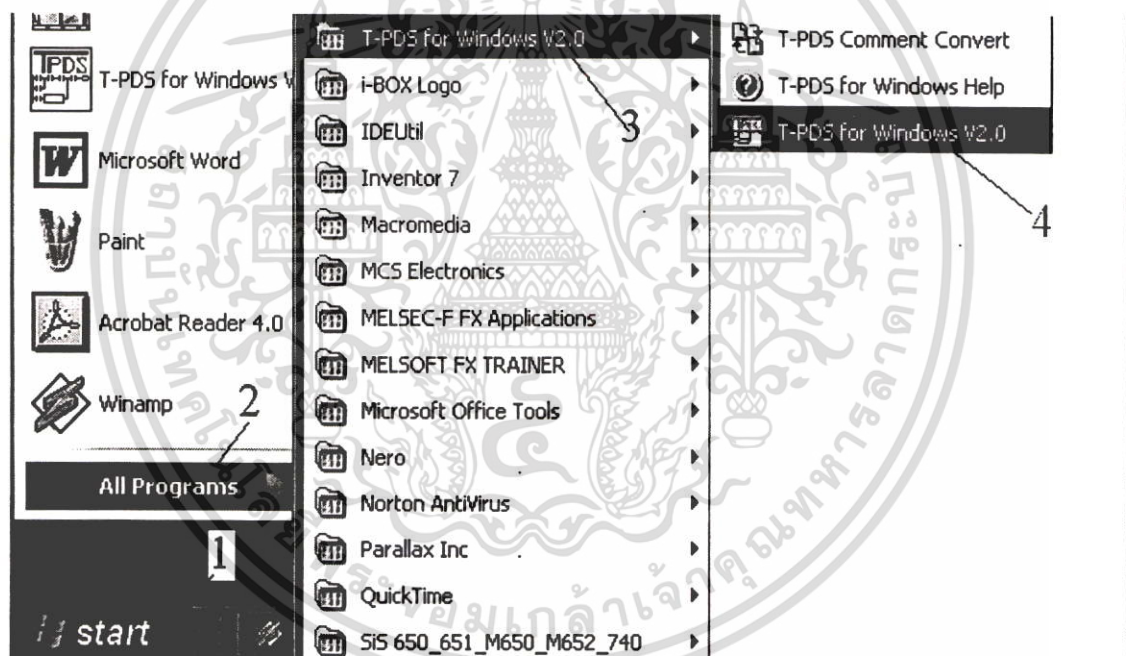 T-PDS for Windows V
Microsoft Word
Paint
Acrobat Reader 4.0
Winamp
2
All Programs
1
start
T-PDS for Windows V2.0
i-BOX Logo
IDEUtil
3
Inventor 7
Macromedia
MCS Electronics
MELSEC-F FX Applications
MELSOFT FX TRAINER
Microsoft Office Tools
Nero
Norton AntiVirus
Parallax Inc
QuickTime
SiS 650_651_M650_M652_740
T-PDS Comment Convert
T-PDS for Windows Help
T-PDS for Windows V2.0
4